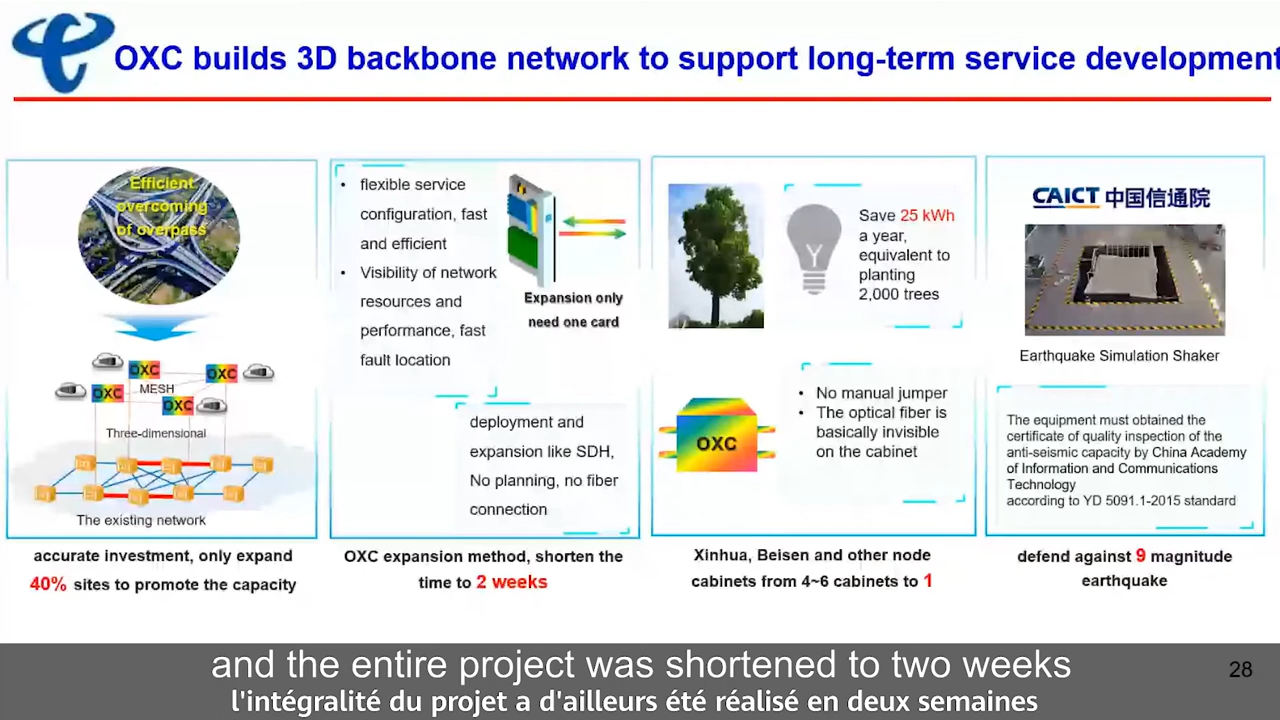 OXC builds 3D backbone network to support long-term service development
Efficient
overcoming
of overpass
OXC
OXC
MESH
OXC
OXC
Three-dimensional
The existing network
accurate investment, only expand
40% sites to promote the capacity
• flexible service
configuration, fast
and efficient
• Visibility of network
resources and
performance, fast
fault location
Expansion only
need one card
deployment and
expansion like SDH,
No planning, no fiber
connection
OXC expansion method, shorten the
time to 2 weeks
Save 25 kWh
a year,
equivalent to
planting
2,000 trees
OXC
• No manual jumper
• The optical fiber is
basically invisible
on the cabinet
Xinhua, Beisen and other node
cabinets from 4~6 cabinets to 1
CAICT 中国信通院
Earthquake Simulation Shaker
The equipment must obtained the
certificate of quality inspection of the
anti-seismic capacity by China Academy
of Information and Communications
Technology
according to YD 5091.1-2015 standard
defend against 9 magnitude
earthquake
and the entire project was shortened to two weeks
28
l'intégralité du projet a d'ailleurs été réalisé en deux semaines